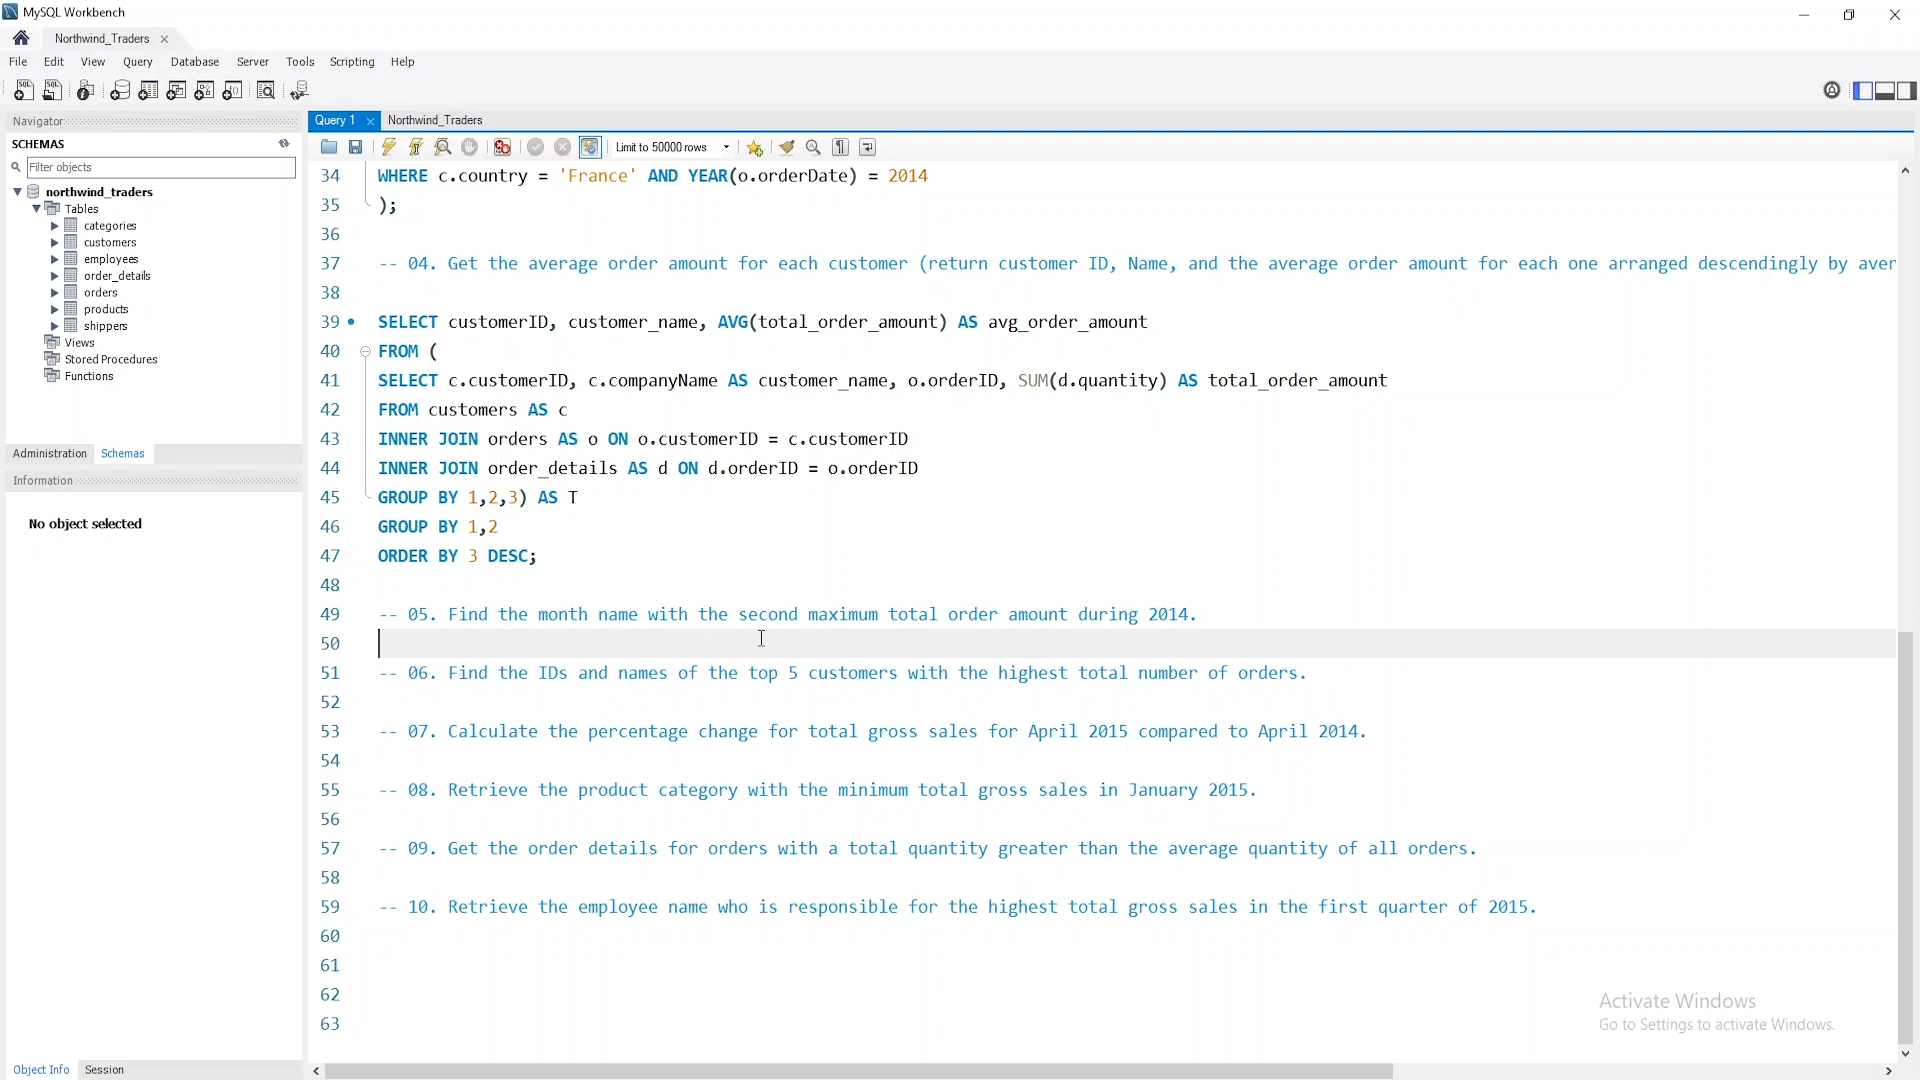 MySQL Workbench
Northwind_Traders
File Edit View Query Database Server Tools Scripting Help
Navigator
SCHEMAS
Filter objects
northwind_traders
Tables
categories
customers
employees
order_details
orders
products
shippers
Views
Stored Procedures
Functions
Administration Schemas
Information
No object selected
Object Info Session
Query 1 Northwind_Traders
Limit to 50000 rows
34 WHERE c.country = 'France' AND YEAR(o.orderDate) = 2014
35 );
36
37 -- 04. Get the average order amount for each customer (return customer ID, Name, and the average order amount for each one arranged descendingly by aver
38
39 SELECT customerID, customer_name, AVG(total_order_amount) AS avg_order_amount
40 FROM (
41 SELECT c.customerID, c.companyName AS customer_name, o.orderID, SUM(d.quantity) AS total_order_amount
42 FROM customers AS c
43 INNER JOIN orders AS o ON o.customerID = c.customerID
44 INNER JOIN order_details AS d ON d.orderID = o.orderID
45 GROUP BY 1,2,3) AS T
46 GROUP BY 1,2
47 ORDER BY 3 DESC;
48
49 -- 05. Find the month name with the second maximum total order amount during 2014.
50
51 -- 06. Find the IDs and names of the top 5 customers with the highest total number of orders.
52
53 -- 07. Calculate the percentage change for total gross sales for April 2015 compared to April 2014.
54
55 -- 08. Retrieve the product category with the minimum total gross sales in January 2015.
56
57 -- 09. Get the order details for orders with a total quantity greater than the average quantity of all orders.
58
59 -- 10. Retrieve the employee name who is responsible for the highest total gross sales in the first quarter of 2015.
60
61
62
63
Activate Windows
Go to Settings to activate Windows.